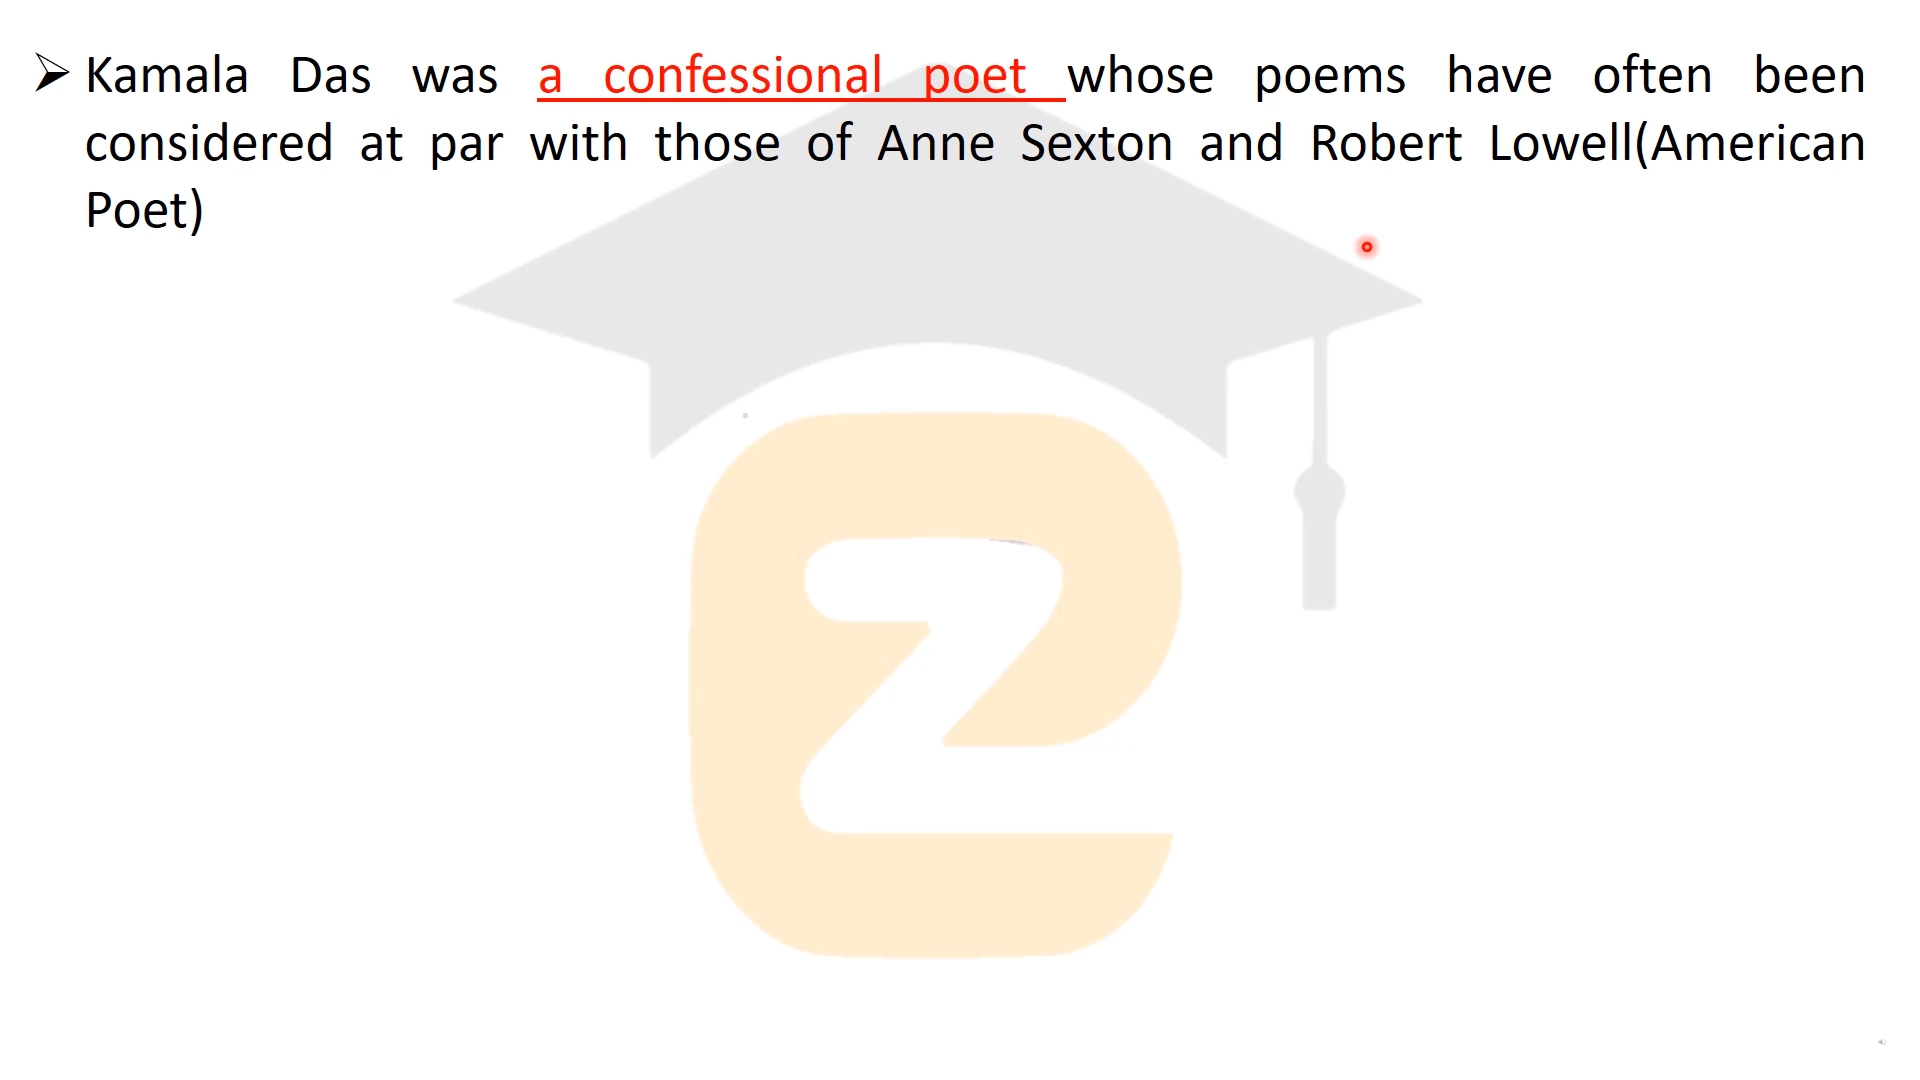 ➢ Kamala Das was a confessional poet whose poems have often been
considered at par with those of Anne Sexton and Robert Lowell(American
Poet)